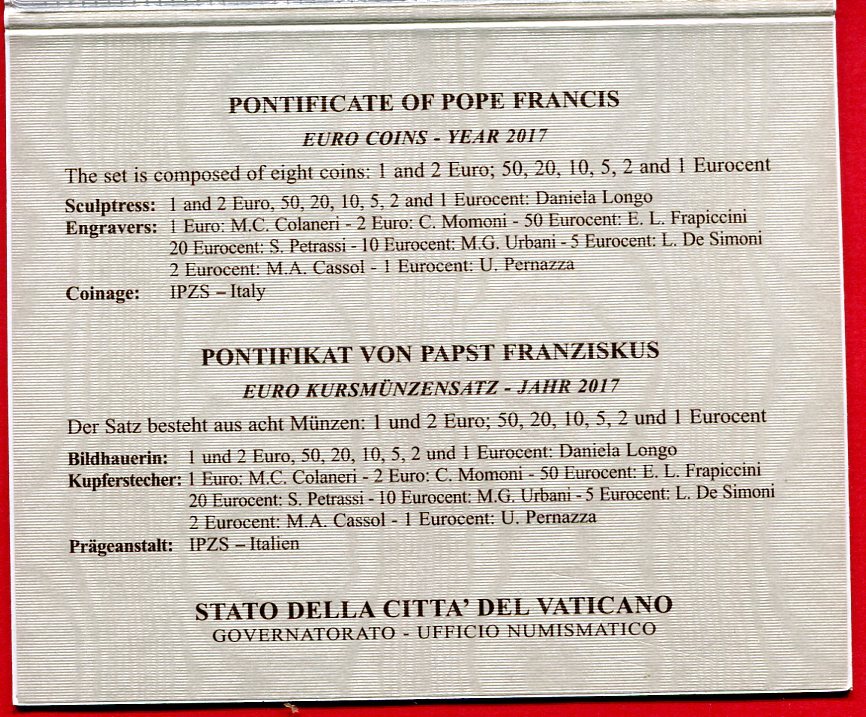 PONTIFICATE OF POPE FRANCIS
EURO COINS - YEAR 2017
The set is composed of eight coins: 1 and 2 Euro; 50, 20, 10, 5, 2 and 1 Eurocent
Sculptress: 1 and 2 Euro, 50, 20, 10, 5, 2 and 1 Eurocent: Daniela Longo
Engravers: 1 Euro: M.C. Colaneri - 2 Euro: C. Momoni - 50 Eurocent: E. L. Frapiccini
20 Eurocent: S. Petrassi - 10 Eurocent: M.G. Urbani - 5 Eurocent: L. De Simoni
2 Eurocent: M.A. Cassol - 1 Eurocent: U. Pernazza
Coinage: IPZS – Italy
PONTIFIKAT VON PAPST FRANZISKUS
EURO KURSMÜNZENSATZ - JAHR 2017
Der Satz besteht aus acht Münzen: 1 und 2 Euro; 50, 20, 10, 5, 2 und 1 Eurocent
Bildhauerin: 1 und 2 Euro, 50, 20, 10, 5, 2 und 1 Eurocent: Daniela Longo
Kupferstecher: 1 Euro: M.C. Colaneri - 2 Euro: C. Momoni - 50 Eurocent: E. L. Frapiccini
20 Eurocent: S. Petrassi - 10 Eurocent: M.G. Urbani - 5 Eurocent: L. De Simoni
2 Eurocent: M.A. Cassol - 1 Eurocent: U. Pernazza
Prägeanstalt: IPZS – Italien
STATO DELLA CITTA' DEL VATICANO
GOVERNATORATO - UFFICIO NUMISMATICO